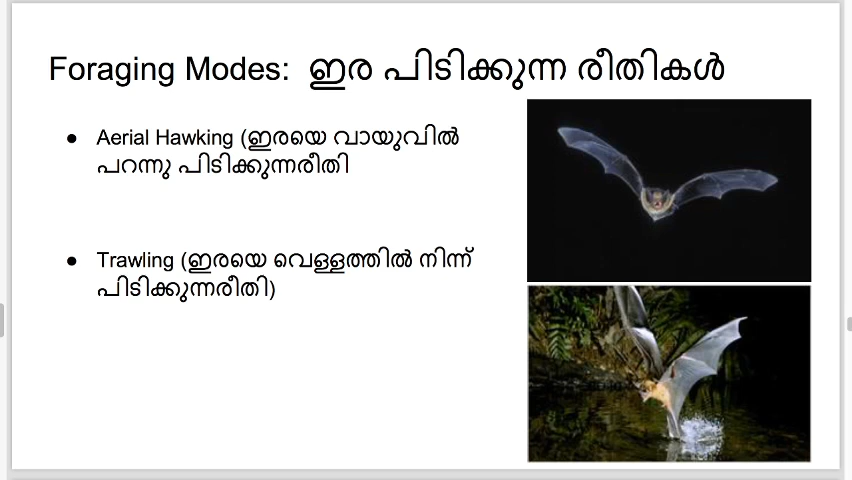 Foraging Modes: ഇര പിടിക്കുന്ന രീതികൾ
● Aerial Hawking (ഇരയെ വായുവിൽ
പറന്നു പിടിക്കുന്നരീതി
● Trawling (ഇരയെ വെള്ളത്തിൽ നിന്ന്
പിടിക്കുന്നരീതി)